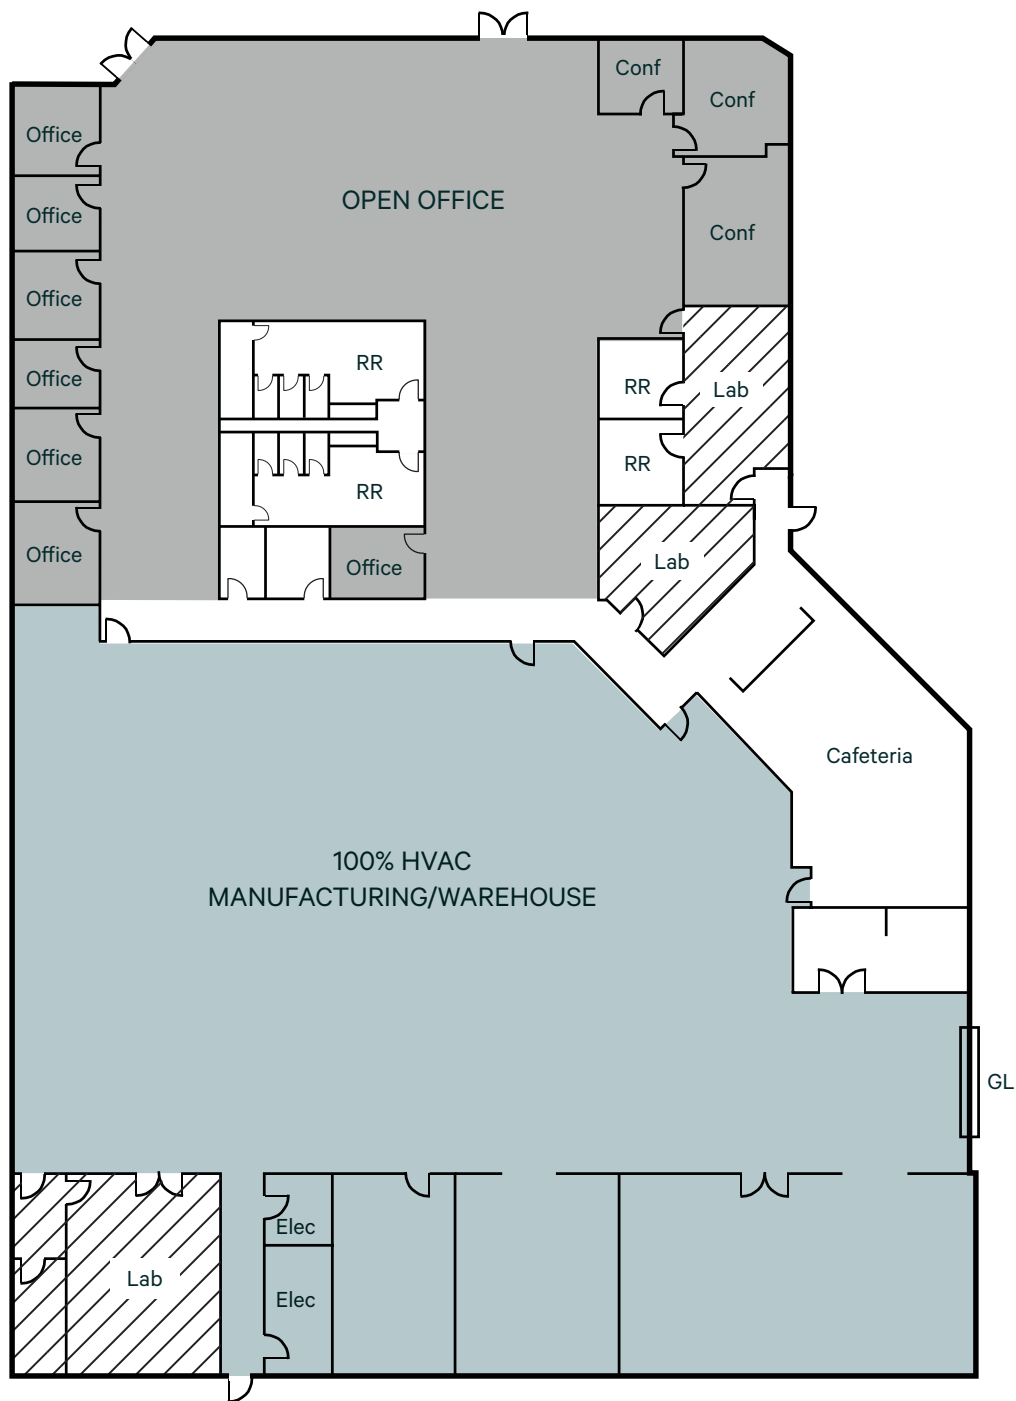 Conf
Conf
Office
OPEN OFFICE
Office
Conf
Office
RR
Office
RR
Lab
Office
RR
RR
Office
Lab
Office
Cafeteria
100% HVAC
MANUFACTURING/WAREHOUSE
GL
Elec
Lab
Elec